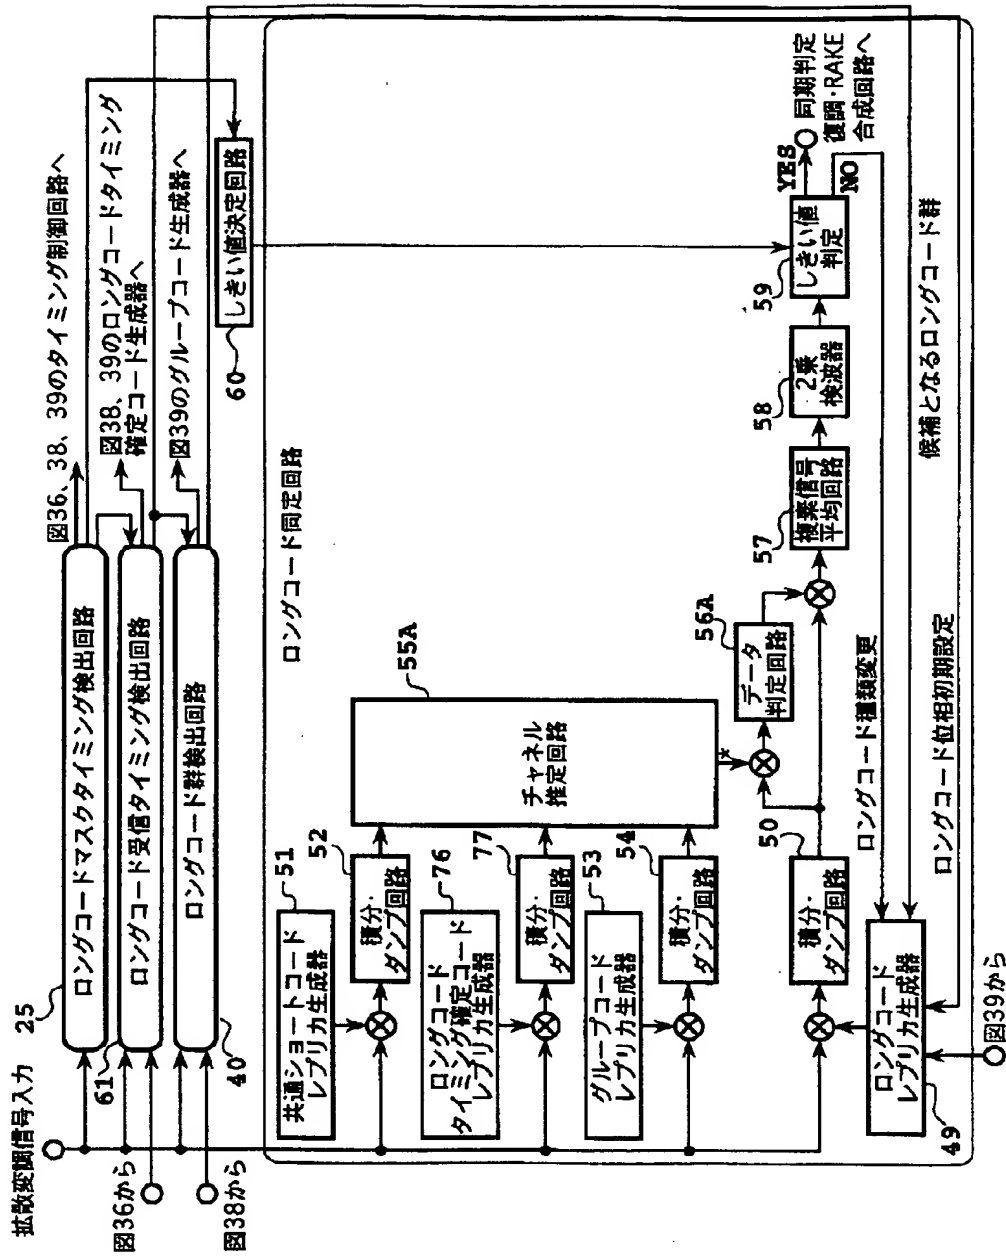 拡散変調信号入力
25
ロングコードマスクタイミング検出回路
図36、38、39のタイミング制御回路へ
61
ロングコード受信タイミング検出回路
図38、39のロングコードタイミング
確定コード生成器へ
図36から
40
ロングコード群検出回路
図39のグループコード生成器へ
図38から
60
しきい値決定回路
ロングコード同定回路
51
共通ショートコード
レプリカ生成器
52
積分・
ダンプ回路
76
ロングコード
タイミング確定コード
レプリカ生成器
77
積分・
ダンプ回路
53
グループコード
レプリカ生成器
54
積分・
ダンプ回路
55A
チャネル
推定回路
*
56A
データ
判定回路
57
複素信号
平均回路
58
2乗
検波器
59
しきい値
判定
YES
NO
同期判定
復調・RAKE
合成回路へ
50
積分・
ダンプ回路
49
ロングコード
レプリカ生成器
ロングコード種類変更
候補となるロングコード群
ロングコード位相初期設定
図39から